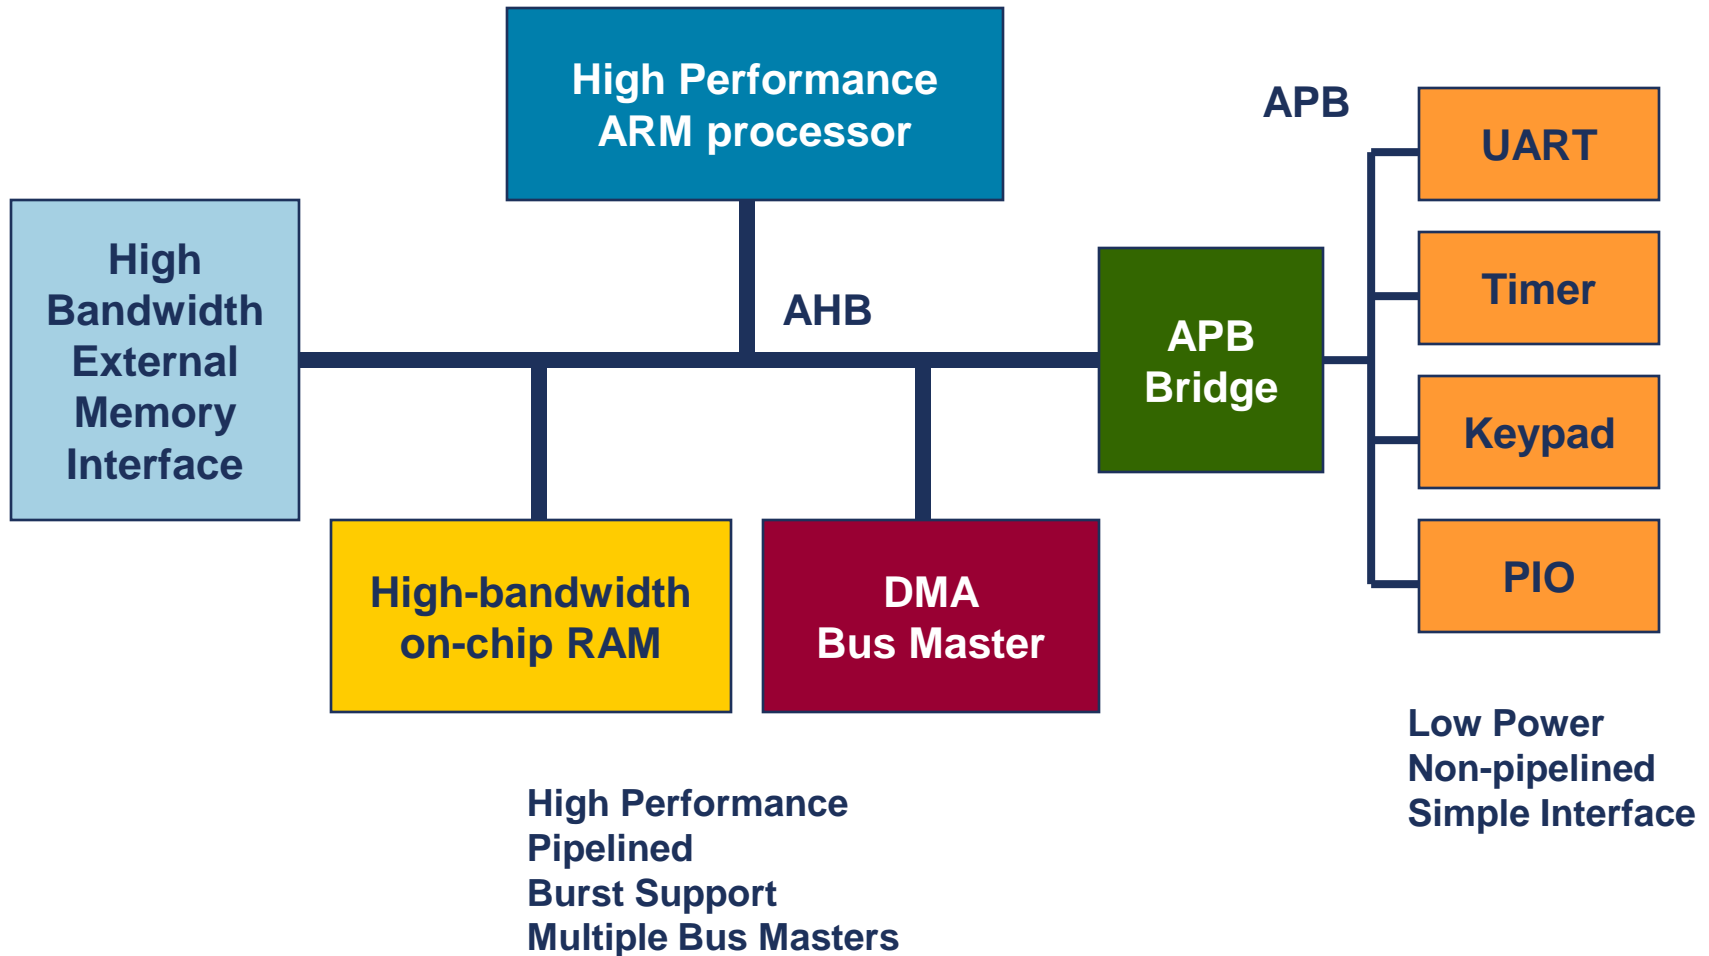 High Performance
ARM processor
APB
UART
High
Bandwidth
External
Memory
Interface
AHB
APB
Bridge
Timer
Keypad
High-bandwidth
on-chip RAM
DMA
Bus Master
PIO
High Performance
Pipelined
Burst Support
Multiple Bus Masters
Low Power
Non-pipelined
Simple Interface